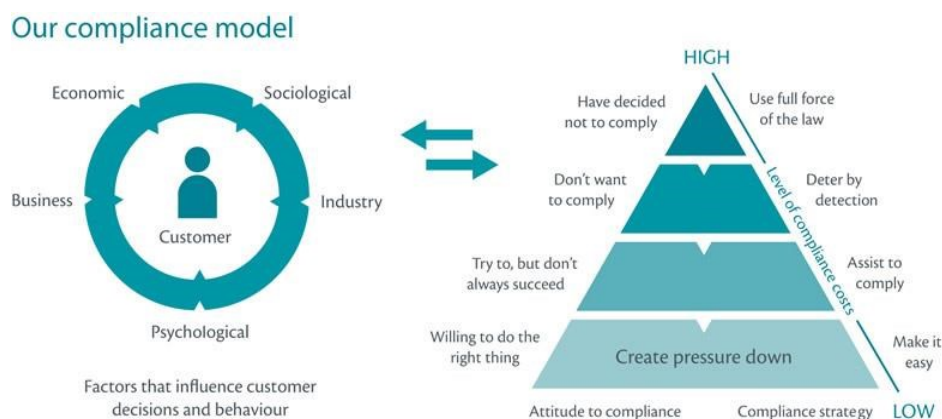 Our compliance model
Economic
Sociological
Business
Industry
Customer
Psychological
Factors that influence customer
decisions and behaviour
HIGH
Have decided
not to comply
Use full force
of the law
Don't want
to comply
Deter by
detection
Try to, but don't
always succeed
Assist to
comply
Willing to do the
right thing
Create pressure down
Make it
easy
Level of compliance costs
Attitude to compliance
Compliance strategy
LOW